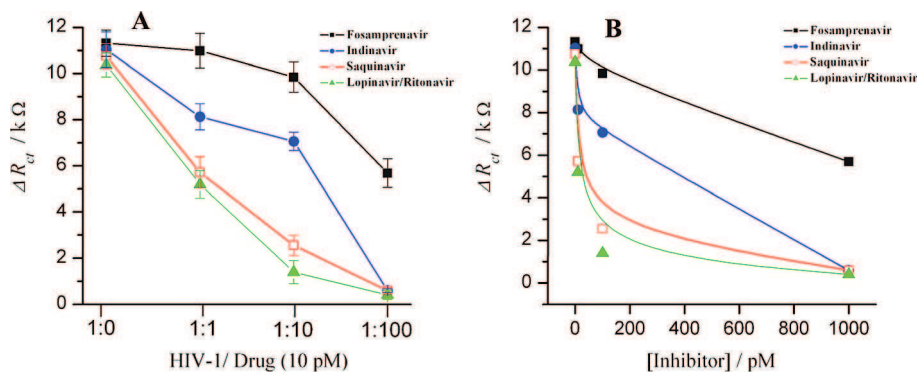 A
Fosamprenavir
Indinavir
Saquinavir
Lopinavir/Ritonavir
12
10
8
6
4
2
0
Δ R_ct / k Ω
1:0 1:1 1:10 1:100
HIV-1/ Drug (10 pM)
B
Fosamprenavir
Indinavir
Saquinavir
Lopinavir/Ritonavir
12
10
8
6
4
2
0
Δ R_ct / k Ω
0 200 400 600 800 1000
[Inhibitor] / pM